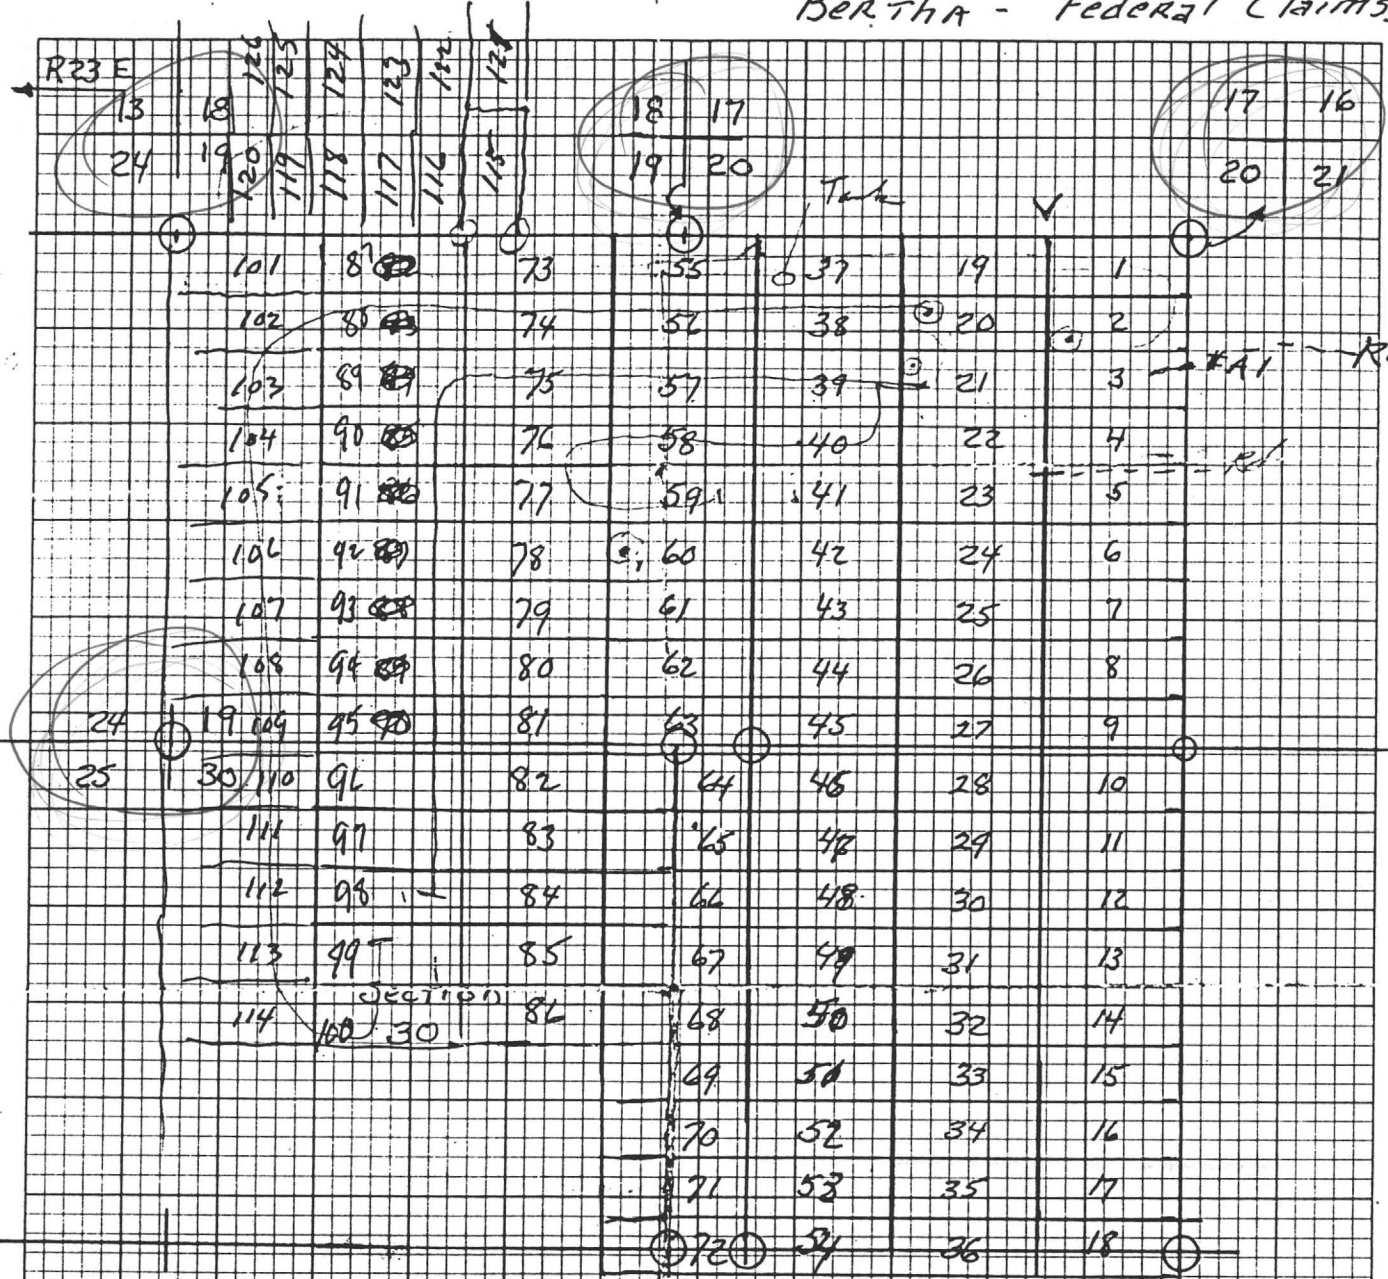 BERTHA - Federal Claims
R23 E
126 125 124 123 122 121
13 18
24 19
120 119 118 117 116 115
18 17
19 20
17 16
20 21
Tank
101 87 73 55 37 19 1
102 88 74 56 38 20 2
103 89 75 57 39 21 3 #A1
104 90 76 58 40 22 4
105 91 77 59 41 23 5
106 92 78 60 42 24 6
107 93 79 61 43 25 7
108 94 80 62 44 26 8
24 19 109 95 81 63 45 27 9
25 30 110 96 82 64 46 28 10
111 97 83 65 47 29 11
112 98 84 66 48 30 12
113 99 85 67 49 31 13
Section
114 100 30 86 68 50 32 14
69 51 33 15
70 52 34 16
71 53 35 17
72 54 36 18